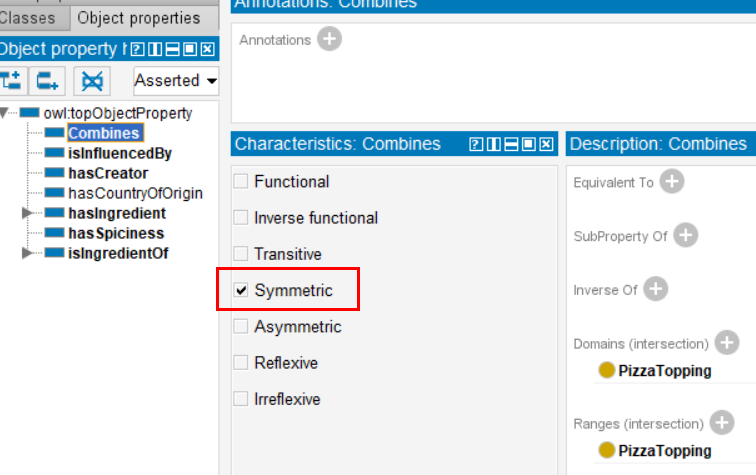 Annotations: Combines
Classes
Object properties
Annotations
Object property
Asserted
owl:topObjectProperty
Combines
isInfluencedBy
hasCreator
hasCountryOfOrigin
hasIngredient
hasSpiciness
isIngredientOf
Characteristics: Combines
Functional
Inverse functional
Transitive
Symmetric
Asymmetric
Reflexive
Irreflexive
Description: Combines
Equivalent To
SubProperty Of
Inverse Of
Domains (intersection)
PizzaTopping
Ranges (intersection)
PizzaTopping